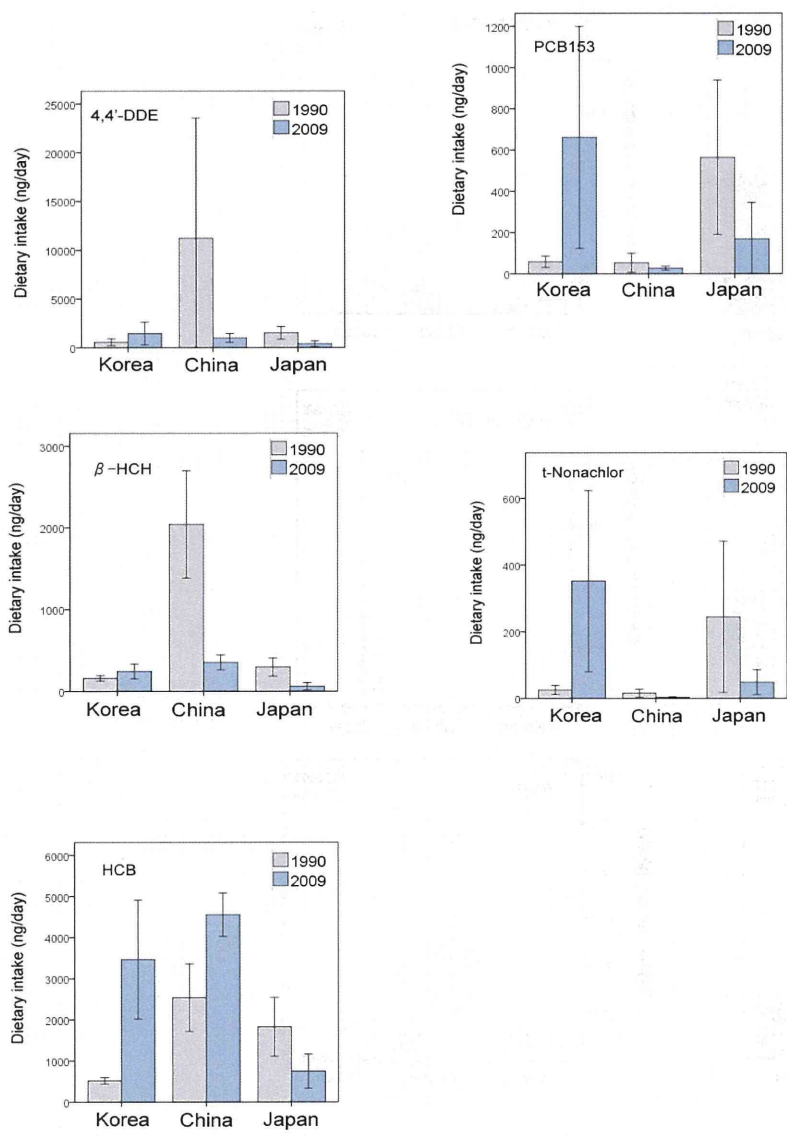 4,4'-DDE
1990
2009
Dietary intake (ng/day)
25000
20000
15000
10000
5000
0
Korea China Japan
PCB153
1990
2009
Dietary intake (ng/day)
1200
1000
800
600
400
200
0
Korea China Japan
β-HCH
1990
2009
Dietary intake (ng/day)
3000
2000
1000
0
Korea China Japan
t-Nonachlor
1990
2009
Dietary intake (ng/day)
600
400
200
0
Korea China Japan
HCB
1990
2009
Dietary intake (ng/day)
6000
5000
4000
3000
2000
1000
0
Korea China Japan